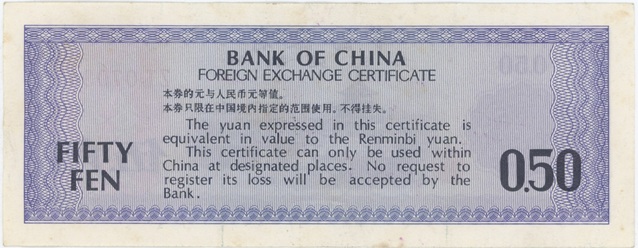 BANK OF CHINA
FOREIGN EXCHANGE CERTIFICATE
本券的元与人民币元等值。
本券只限在中国境内指定的范围使用，不得挂失。
The yuan expressed in this certificate is
equivalent in value to the Renminbi yuan.
This certificate can only be used within
China at designated places. No request to
register its loss will be accepted by the
Bank.
FIFTY
FEN
0.50